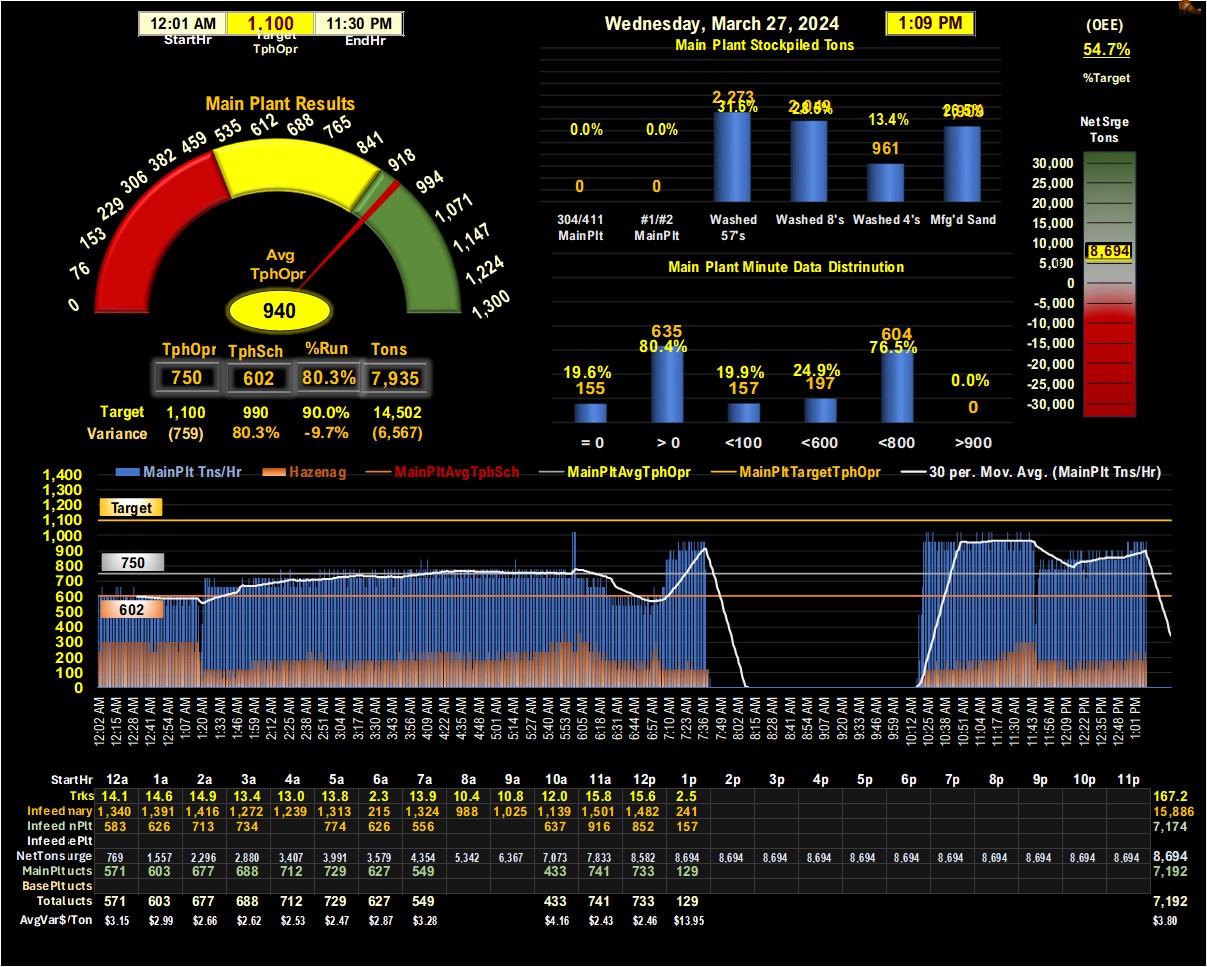 12:01 AM 1,100 11:30 PM
StartHr Target TphOpr EndHr
Wednesday, March 27, 2024 1:09 PM
(OEE)
54.7%
%Target
Main Plant Stockpiled Tons
2,273 2,049 1,909
31.6% 28.5% 26.5%
0.0% 0.0% 13.4%
961
0 0
304/411 MainPlt #1/#2 MainPlt Washed 57's Washed 8's Washed 4's Mfg'd Sand
Net Srge
Tons
30,000
25,000
20,000
15,000
10,000
8,694
5,000
0
-5,000
-10,000
-15,000
-20,000
-25,000
-30,000
Main Plant Results
0 76 153 229 306 382 459 535 612 688 765 841 918 994 1,071 1,147 1,224 1,300
Avg
TphOpr
940
TphOpr TphSch %Run Tons
750 602 80.3% 7,935
Target 1,100 990 90.0% 14,502
Variance (759) 80.3% -9.7% (6,567)
Main Plant Minute Data Distrinution
635 604
80.4% 76.5%
19.6% 19.9% 24.9% 0.0%
155 157 197 0
= 0 > 0 <100 <600 <800 >900
MainPlt Tns/Hr Hazenag MainPltAvgTphSch MainPltAvgTphOpr MainPltTargetTphOpr 30 per. Mov. Avg. (MainPlt Tns/Hr)
1,400
1,300
1,200
1,100
1,000
900
800
700
600
500
400
300
200
100
0
Target
750
602
12:02 AM 12:15 AM 12:28 AM 12:41 AM 12:54 AM 1:07 AM 1:20 AM 1:33 AM 1:46 AM 1:59 AM 2:12 AM 2:25 AM 2:38 AM 2:51 AM 3:04 AM 3:17 AM 3:30 AM 3:43 AM 3:56 AM 4:09 AM 4:22 AM 4:35 AM 4:48 AM 5:01 AM 5:14 AM 5:27 AM 5:40 AM 5:53 AM 6:05 AM 6:18 AM 6:31 AM 6:44 AM 6:57 AM 7:10 AM 7:23 AM 7:36 AM 7:49 AM 8:02 AM 8:15 AM 8:28 AM 8:41 AM 8:54 AM 9:07 AM 9:20 AM 9:33 AM 9:46 AM 9:59 AM 10:12 AM 10:25 AM 10:38 AM 10:51 AM 11:04 AM 11:17 AM 11:30 AM 11:43 AM 11:56 AM 12:09 PM 12:22 PM 12:35 PM 12:48 PM 1:01 PM
StartHr 12a 1a 2a 3a 4a 5a 6a 7a 8a 9a 10a 11a 12p 1p 2p 3p 4p 5p 6p 7p 8p 9p 10p 11p
Trks 14.1 14.6 14.9 13.4 13.0 13.8 2.3 13.9 10.4 10.8 12.0 15.8 15.6 2.5 167.2
Infeed nary 1,340 1,391 1,416 1,272 1,239 1,313 215 1,324 988 1,025 1,139 1,501 1,482 241 15,886
Infeed nPlt 583 626 713 734 774 626 556 637 916 852 157 7,174
Infeed ePlt
NetTons urge 769 1,557 2,296 2,880 3,407 3,991 3,579 4,354 5,342 6,367 7,073 7,833 8,582 8,694 8,694 8,694 8,694 8,694 8,694 8,694 8,694 8,694 8,694 8,694 8,694
MainPlt ucts 571 603 677 688 712 729 627 549 433 741 733 129 7,192
BasePlt ucts
Total ucts 571 603 677 688 712 729 627 549 433 741 733 129 7,192
AvgVar$/Ton $3.15 $2.99 $2.66 $2.62 $2.53 $2.47 $2.87 $3.28 $4.16 $2.43 $2.46 $13.95 $3.80